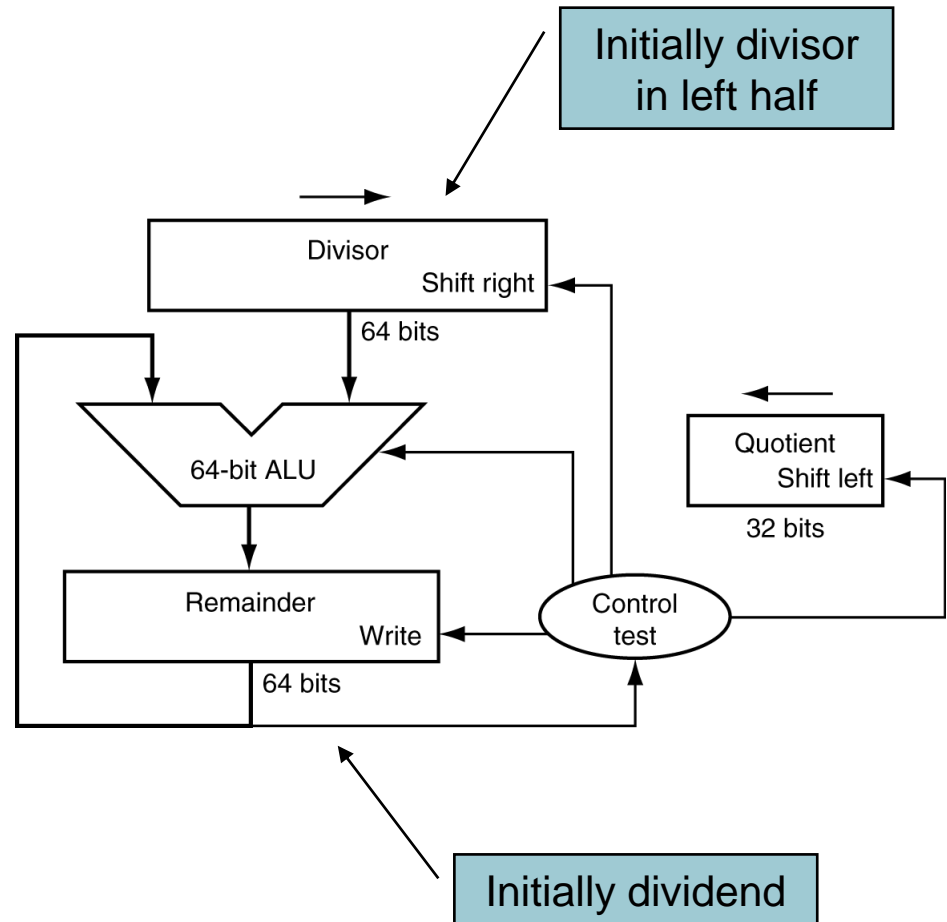 Initially divisor
in left half
Divisor
Shift right
64 bits
64-bit ALU
Quotient
Shift left
32 bits
Remainder
Write
Control
test
64 bits
Initially dividend